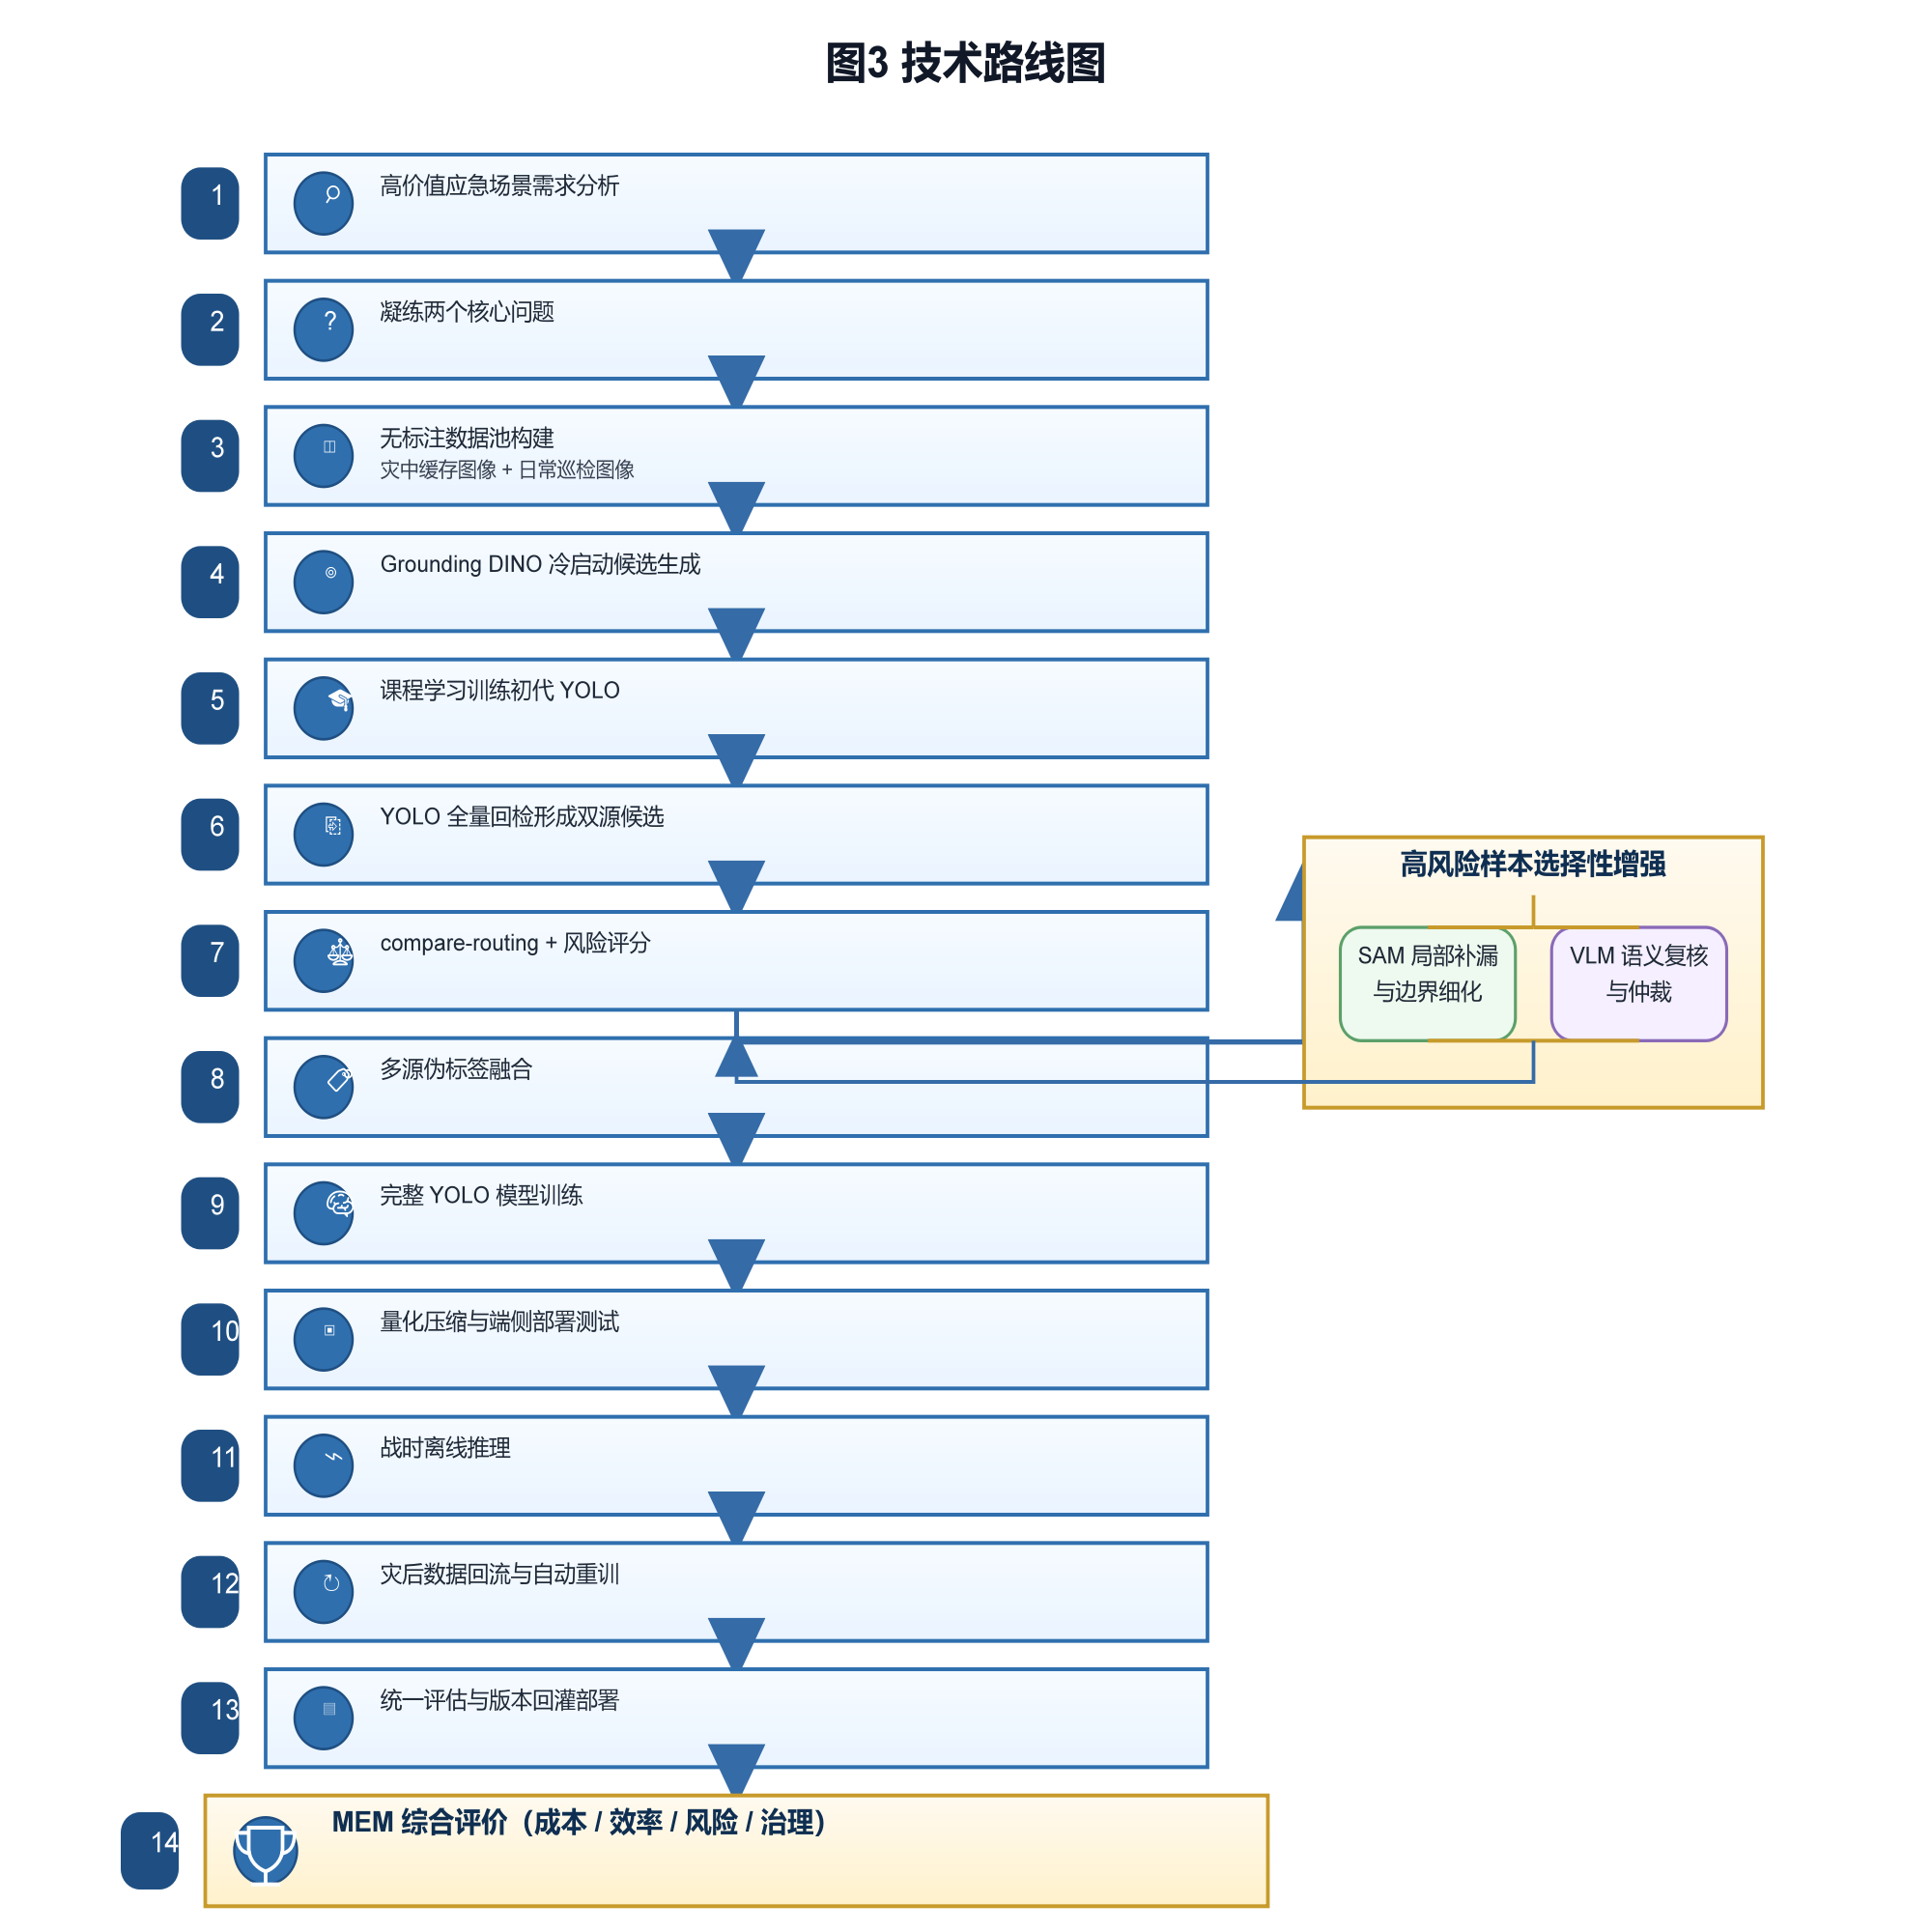 图3 技术路线图
1
高价值应急场景需求分析
2
?
凝练两个核心问题
3
无标注数据池构建
灾中缓存图像 + 日常巡检图像
4
Grounding DINO 冷启动候选生成
5
课程学习训练初代 YOLO
6
YOLO 全量回检形成双源候选
7
compare-routing + 风险评分
高风险样本选择性增强
SAM 局部补漏
与边界细化
VLM 语义复核
与仲裁
8
多源伪标签融合
9
完整 YOLO 模型训练
10
量化压缩与端侧部署测试
11
战时离线推理
12
灾后数据回流与自动重训
13
统一评估与版本回灌部署
14
MEM 综合评价（成本 / 效率 / 风险 / 治理）